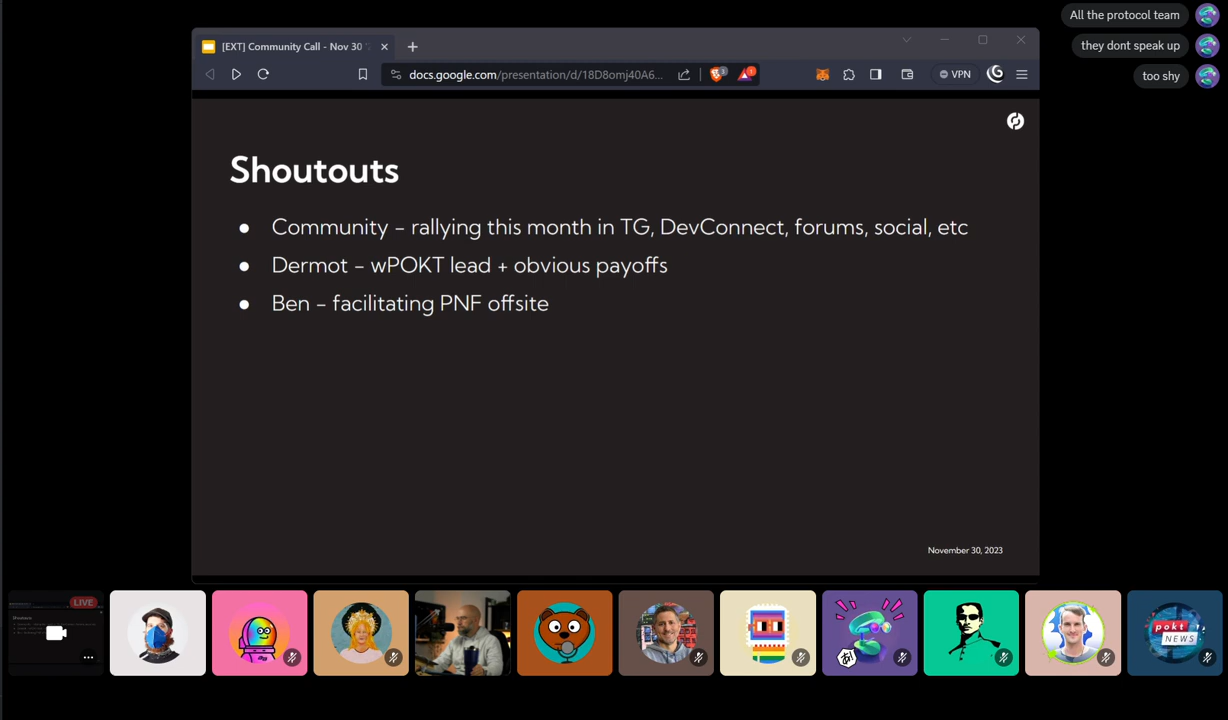 All the protocol team
they dont speak up
too shy
[EXT] Community Call - Nov 30 '
docs.google.com/presentation/d/18D8omj40A6...
VPN
Shoutouts
Community - rallying this month in TG, DevConnect, forums, social, etc
Dermot - wPOKT lead + obvious payoffs
Ben - facilitating PNF offsite
November 30, 2023
LIVE
あ
pokt
NEWS